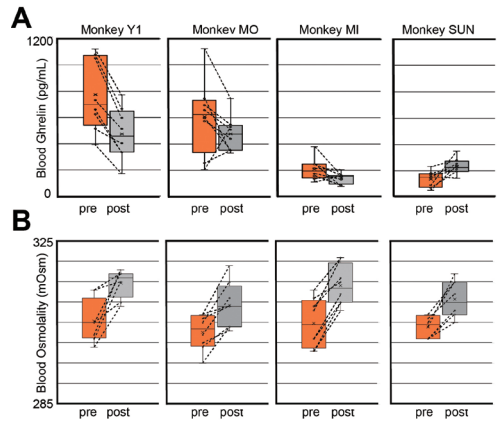 A
Monkey Y1
Monkev MO
Monkey MI
Monkey SUN
1200
Blood Ghrelin (pg/mL)
0
pre post
pre post
pre post
pre post
B
325
Blood Osmolality (mOsm)
285
pre post
pre post
pre post
pre post